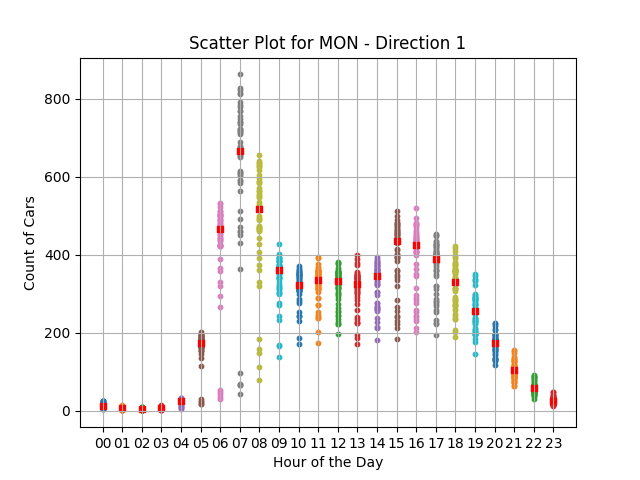 Scatter Plot for MON - Direction 1
Count of Cars
800
600
400
200
0
00 01 02 03 04 05 06 07 08 09 10 11 12 13 14 15 16 17 18 19 20 21 22 23
Hour of the Day